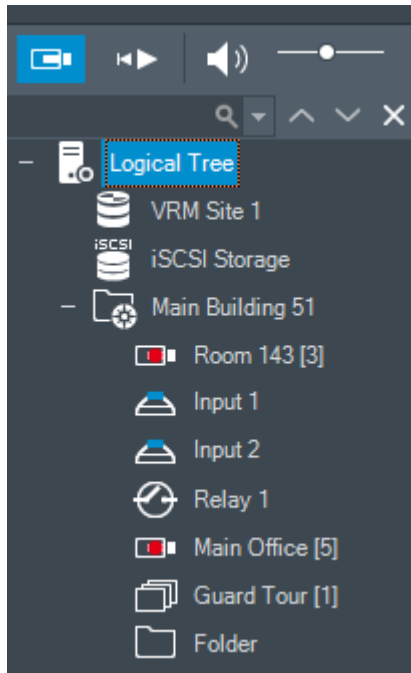 Logical Tree
VRM Site 1
iSCSI
iSCSI Storage
Main Building 51
Room 143 [3]
Input 1
Input 2
Relay 1
Main Office [5]
Guard Tour [1]
Folder